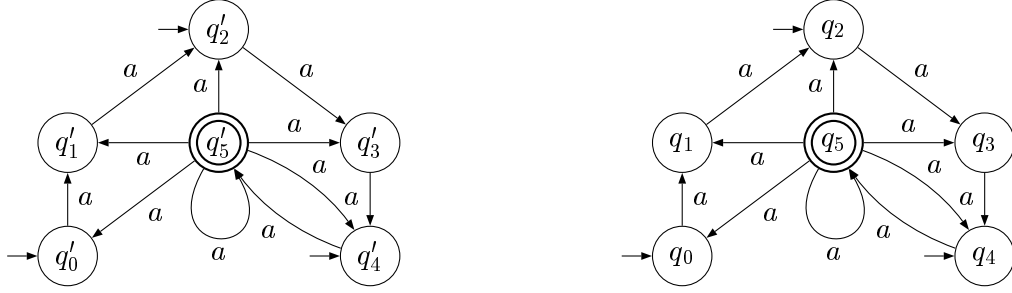 q′2 q2
a a a a
a a
q′1 a q′5 a q′3 q1 a q5 a q3
a a a a a a
a a
q′0 a a q′4 q0 a a q4